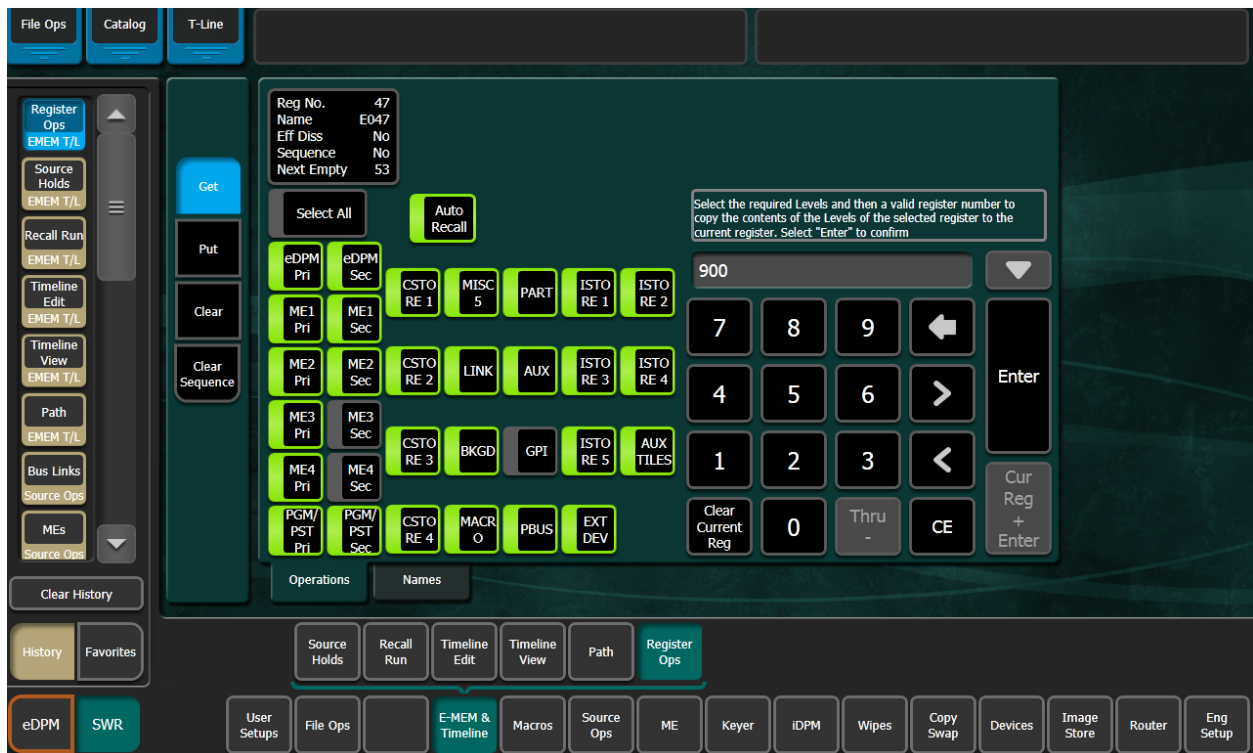 File Ops
Catalog
T-Line
Register
Ops
EMEM T/L
Source
Holds
EMEM T/L
Recall Run
EMEM T/L
Timeline
Edit
EMEM T/L
Timeline
View
EMEM T/L
Path
EMEM T/L
Bus Links
Source Ops
MEs
Source Ops
Clear History
History
Favorites
eDPM
SWR
Get
Put
Clear
Clear
Sequence
Reg No. 47
Name E047
Eff Diss No
Sequence No
Next Empty 53
Select All
Auto
Recall
eDPM
Pri
eDPM
Sec
ME1
Pri
ME1
Sec
ME2
Pri
ME2
Sec
ME3
Pri
ME3
Sec
ME4
Pri
ME4
Sec
PGM/
PST
Pri
PGM/
PST
Sec
CSTO
RE 1
MISC
5
PART
ISTO
RE 1
ISTO
RE 2
CSTO
RE 2
LINK
AUX
ISTO
RE 3
ISTO
RE 4
CSTO
RE 3
BKGD
GPI
ISTO
RE 5
AUX
TILES
CSTO
RE 4
MACR
O
PBUS
EXT
DEV
Select the required Levels and then a valid register number to
copy the contents of the Levels of the selected register to the
current register. Select "Enter" to confirm
900
7
8
9
4
5
6
>
Enter
1
2
3
<
Clear
Current
Reg
0
Thru
-
CE
Cur
Reg
+
Enter
Operations
Names
Source
Holds
Recall
Run
Timeline
Edit
Timeline
View
Path
Register
Ops
User
Setups
File Ops
E-MEM &
Timeline
Macros
Source
Ops
ME
Keyer
iDPM
Wipes
Copy
Swap
Devices
Image
Store
Router
Eng
Setup